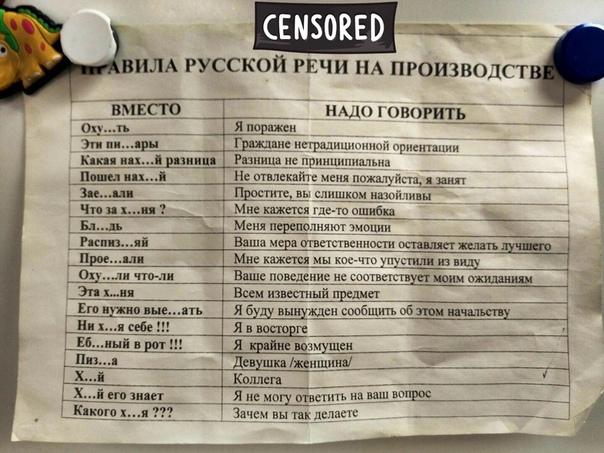 CENSORED
ПРАВИЛА РУССКОЙ РЕЧИ НА ПРОИЗВОДСТВЕ
ВМЕСТО НАДО ГОВОРИТЬ
Оху...ть Я поражен
Эти пи...ары Граждане нетрадиционной ориентации
Какая нах...й разница Разница не принципиальна
Пошел нах...й Не отвлекайте меня пожалуйста, я занят
Зае...али Простите, вы слишком назойливы
Что за х...ня ? Мне кажется где-то ошибка
Бл...дь Меня переполняют эмоции
Распиз...яй Ваша мера ответственности оставляет желать лучшего
Прое...али Мне кажется мы кое-что упустили из виду
Оху...ли что-ли Ваше поведение не соответствует моим ожиданиям
Эта х...ня Всем известный предмет
Его нужно вые...ать Я буду вынужден сообщить об этом начальству
Ни х...я себе !!! Я в восторге
Еб...ный в рот !!! Я крайне возмущен
Пиз...а Девушка /женщина/
Х...й Коллега
Х...й его знает Я не могу ответить на ваш вопрос
Какого х...я ??? Зачем вы так делаете